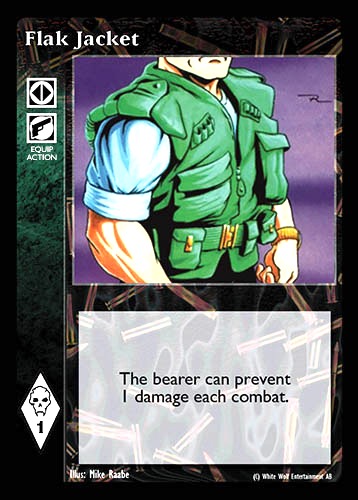 Flak Jacket
EQUIP
ACTION
The bearer can prevent
1 damage each combat.
1
Illus: Mike Raabe
(C) White Wolf Entertainment AB